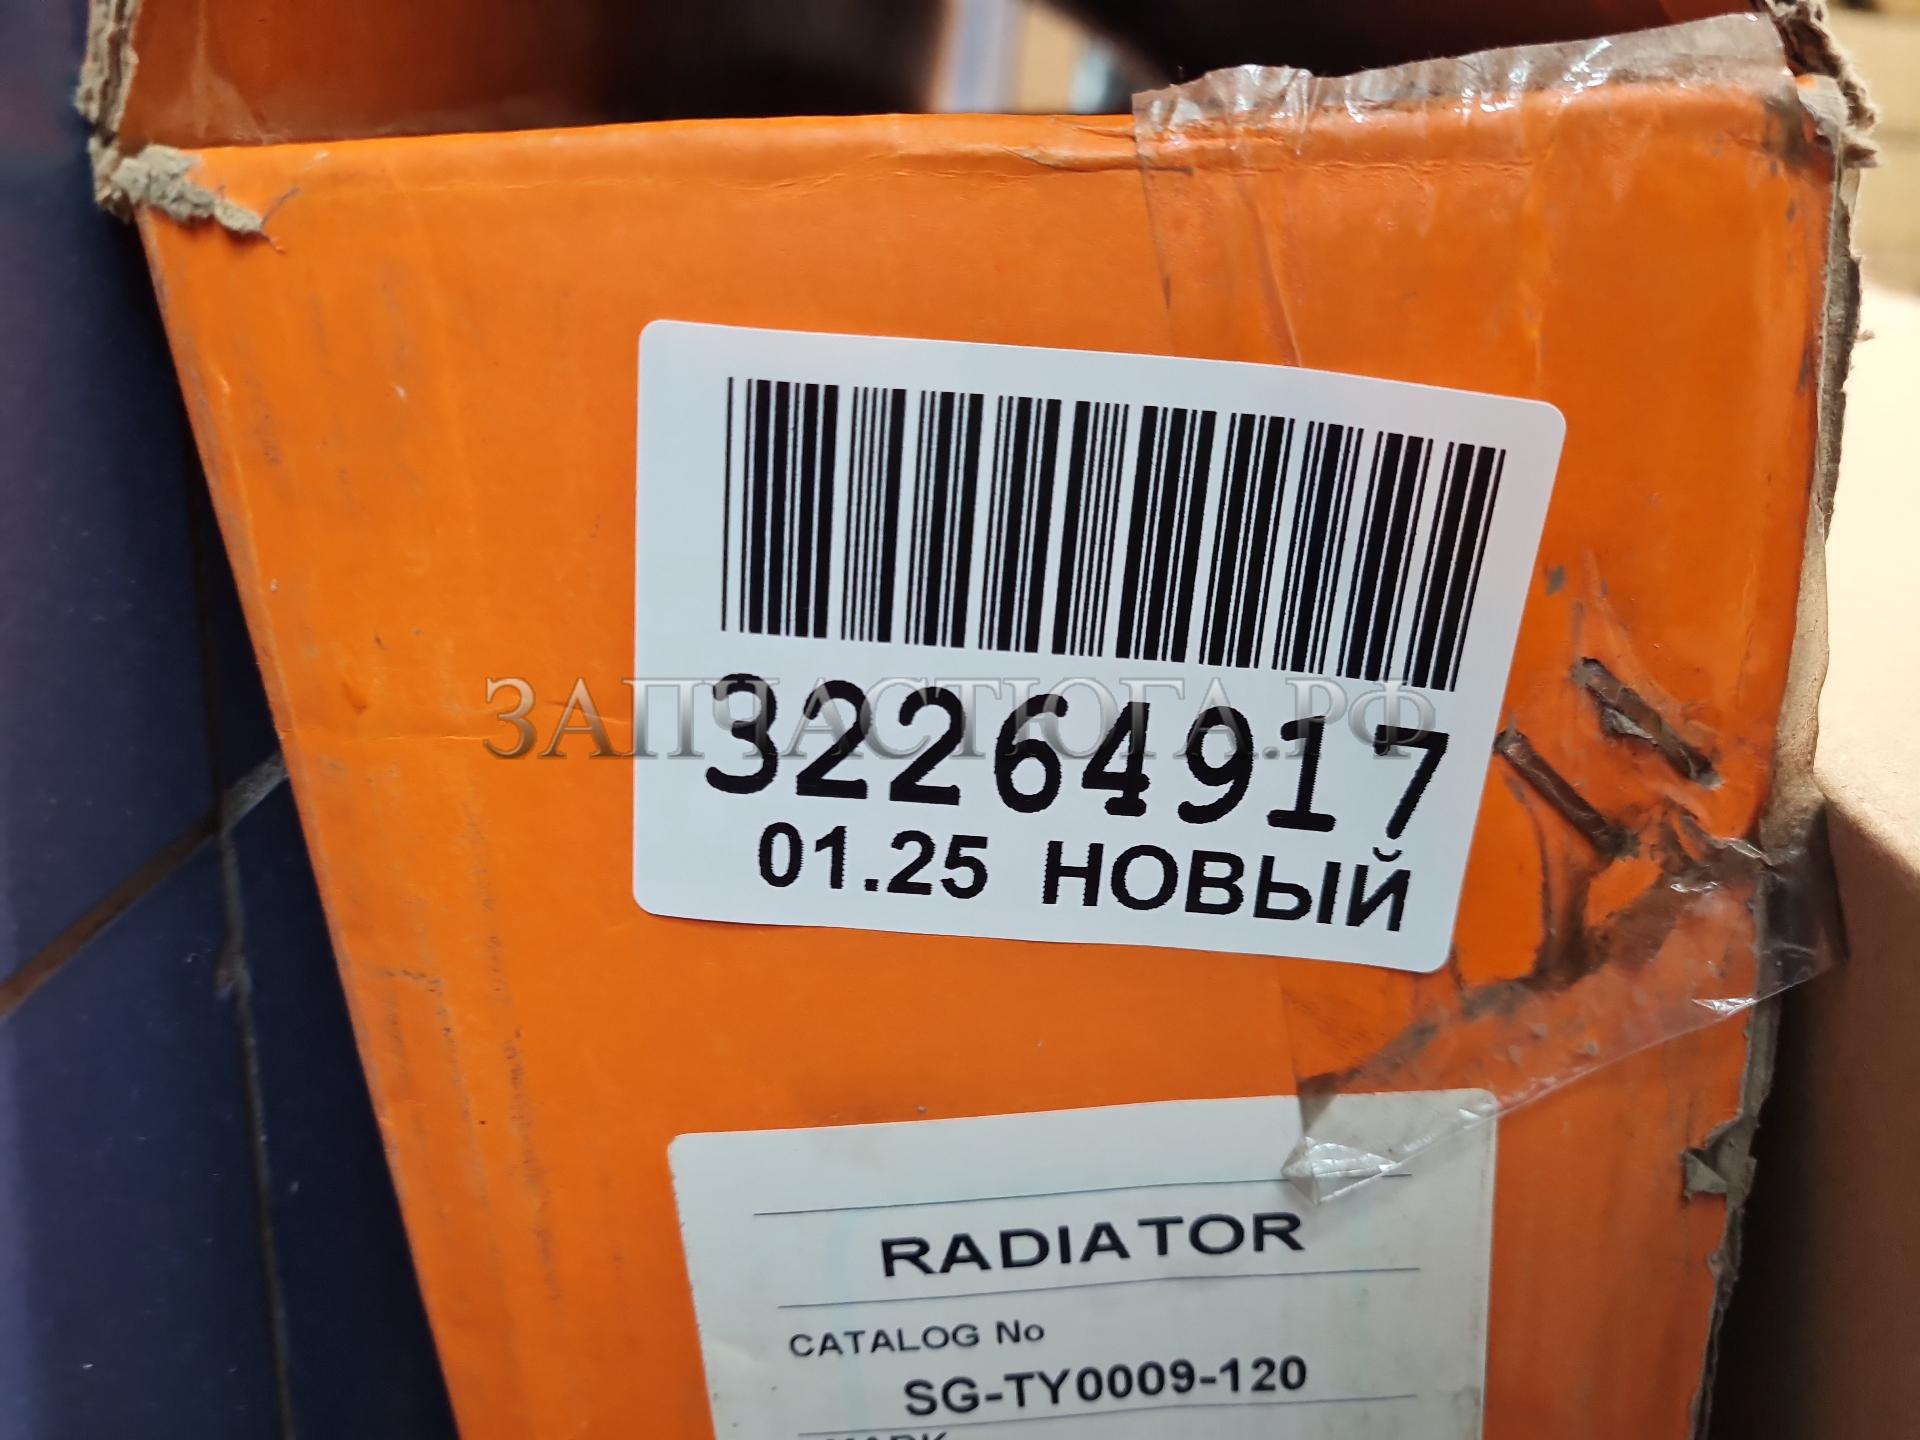 32264917
ЗАПЧАСТЮГА.РФ
01.25 НОВЫЙ
RADIATOR
CATALOG No
SG-TY0009-120